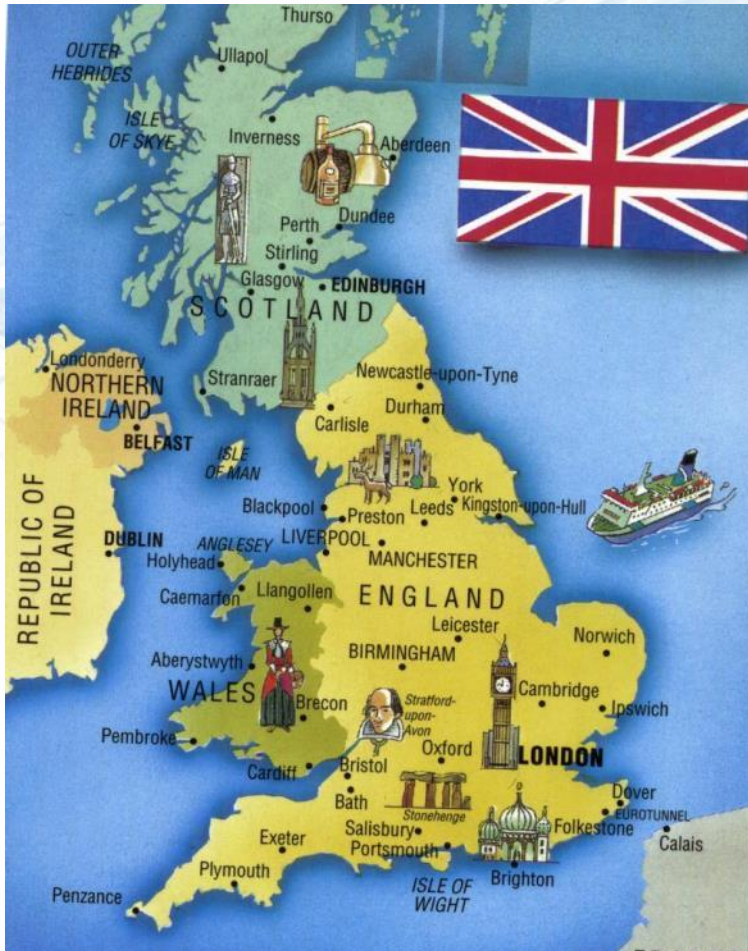 Thurso
OUTER
HEBRIDES
Ullapol
ISLE
OF SKYE
Inverness
Aberdeen
Dundee
Perth
Stirling
Glasgow
EDINBURGH
SCOTLAND
Londonderry
NORTHERN
IRELAND
BELFAST
Stranraer
Newcastle-upon-Tyne
Durham
Carlisle
ISLE
OF MAN
York
Blackpool
Preston
Leeds
Kingston-upon-Hull
REPUBLIC OF
IRELAND
DUBLIN
ANGLESEY
LIVERPOOL
Holyhead
MANCHESTER
Caemarfon
Llangollen
ENGLAND
Leicester
Norwich
Aberystwyth
BIRMINGHAM
WALES
Brecon
Stratford-
upon-
Avon
Cambridge
Ipswich
Pembroke
Oxford
LONDON
Cardiff
Bristol
Bath
Stonehenge
Dover
EUROTUNNEL
Folkestone
Calais
Exeter
Salisbury
Portsmouth
Plymouth
ISLE OF
WIGHT
Brighton
Penzance